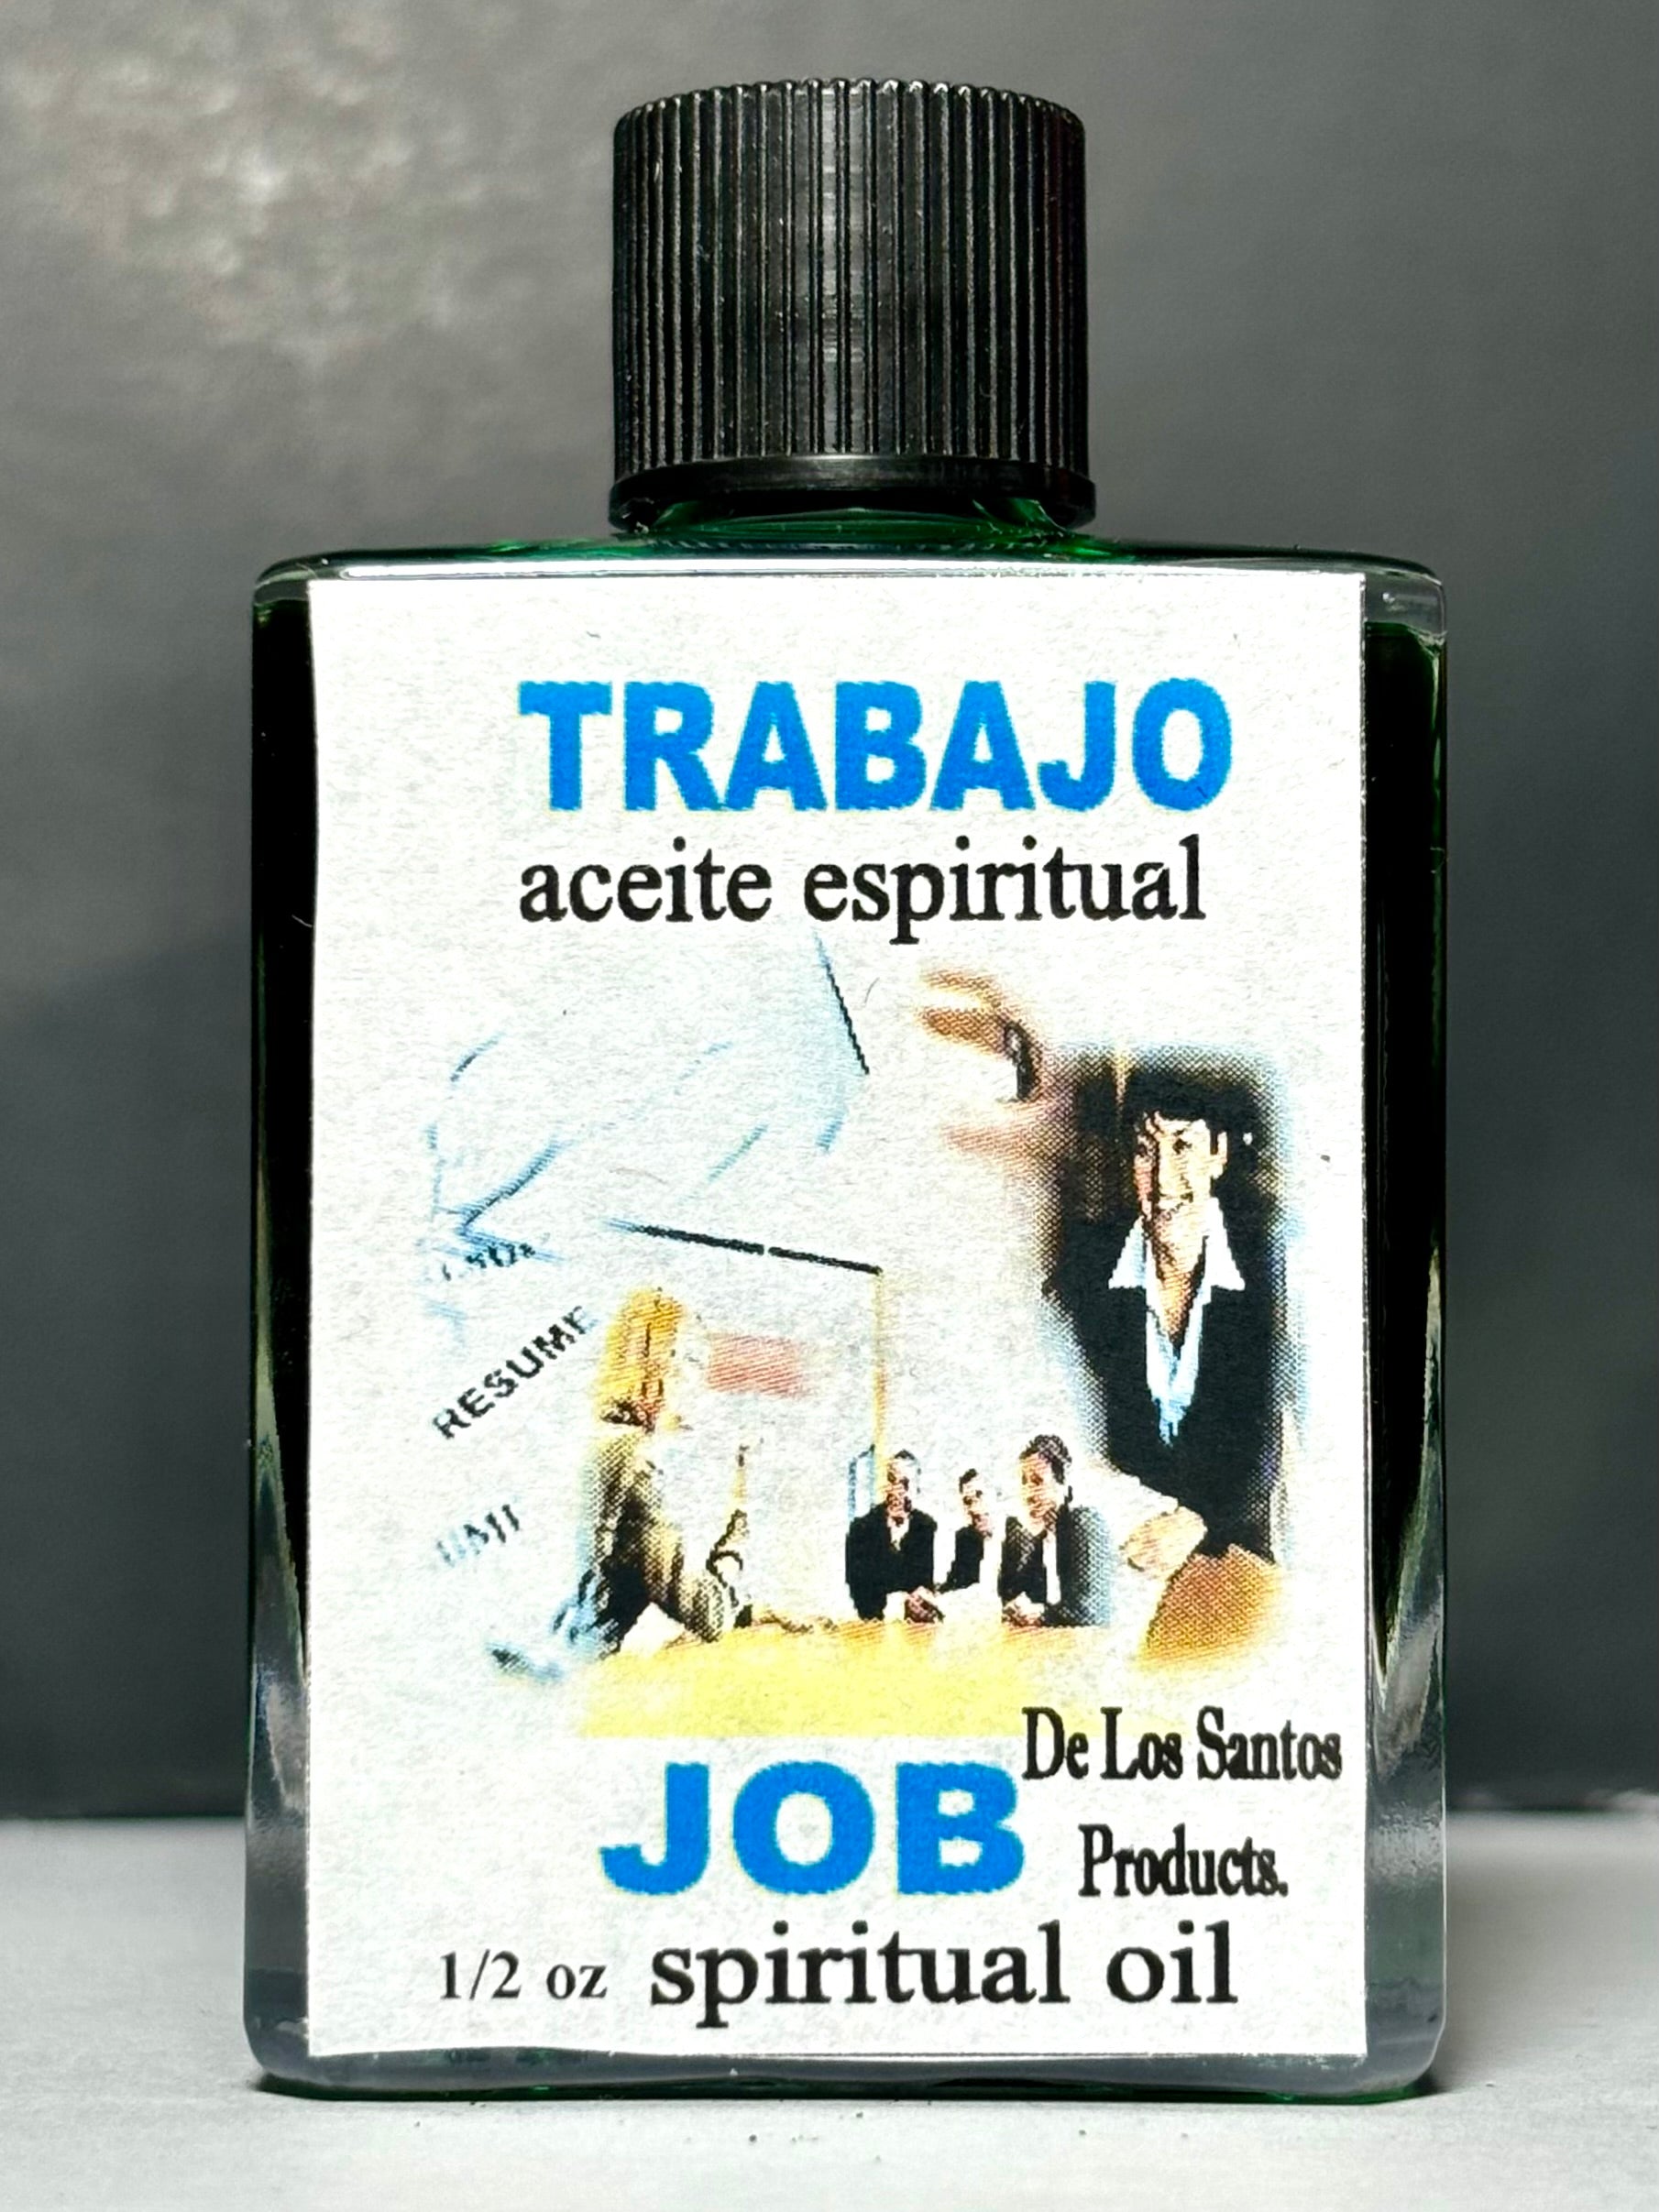 TRABAJO
aceite espiritual
RESUME
De Los Santos
JOB
Products.
1/2 oz spiritual oil